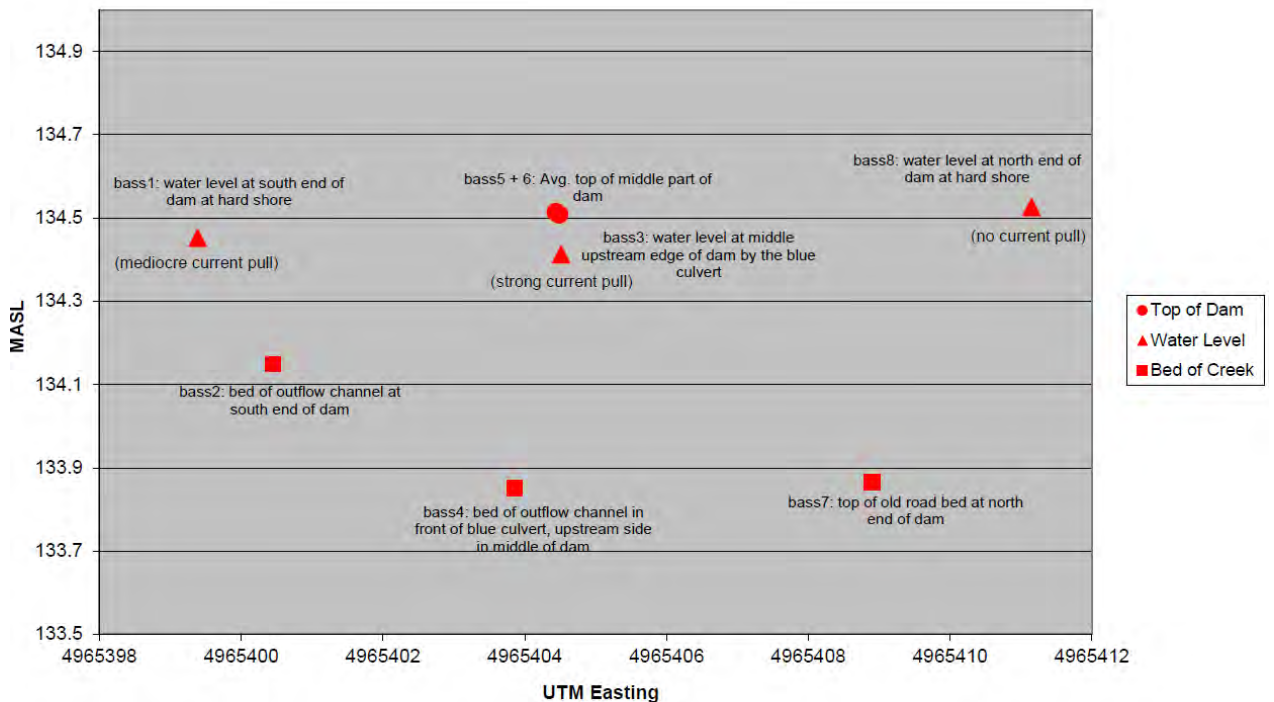 134.9
134.7
bass8: water level at north end of
dam at hard shore
bass1: water level at south end of
dam at hard shore
bass5 + 6: Avg. top of middle part of
dam
134.5
bass3: water level at middle
upstream edge of dam by the blue
culvert
(no current pull)
(mediocre current pull)
(strong current pull)
134.3
MASL
Top of Dam
Water Level
Bed of Creek
134.1
bass2: bed of outflow channel at
south end of dam
133.9
bass4: bed of outflow channel in
front of blue culvert, upstream side
in middle of dam
bass7: top of old road bed at north
end of dam
133.7
133.5
4965398 4965400 4965402 4965404 4965406 4965408 4965410 4965412
UTM Easting